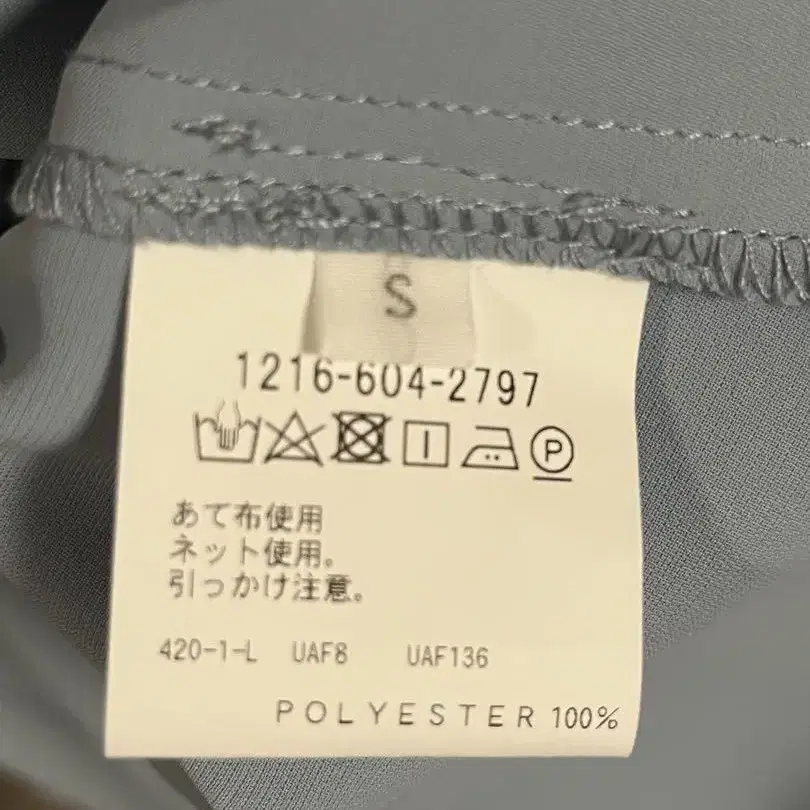 S
1216-604-2797
P
あて布使用
ネット使用。
引っかけ注意。
420-1-L UAF8 UAF136
POLYESTER 100%